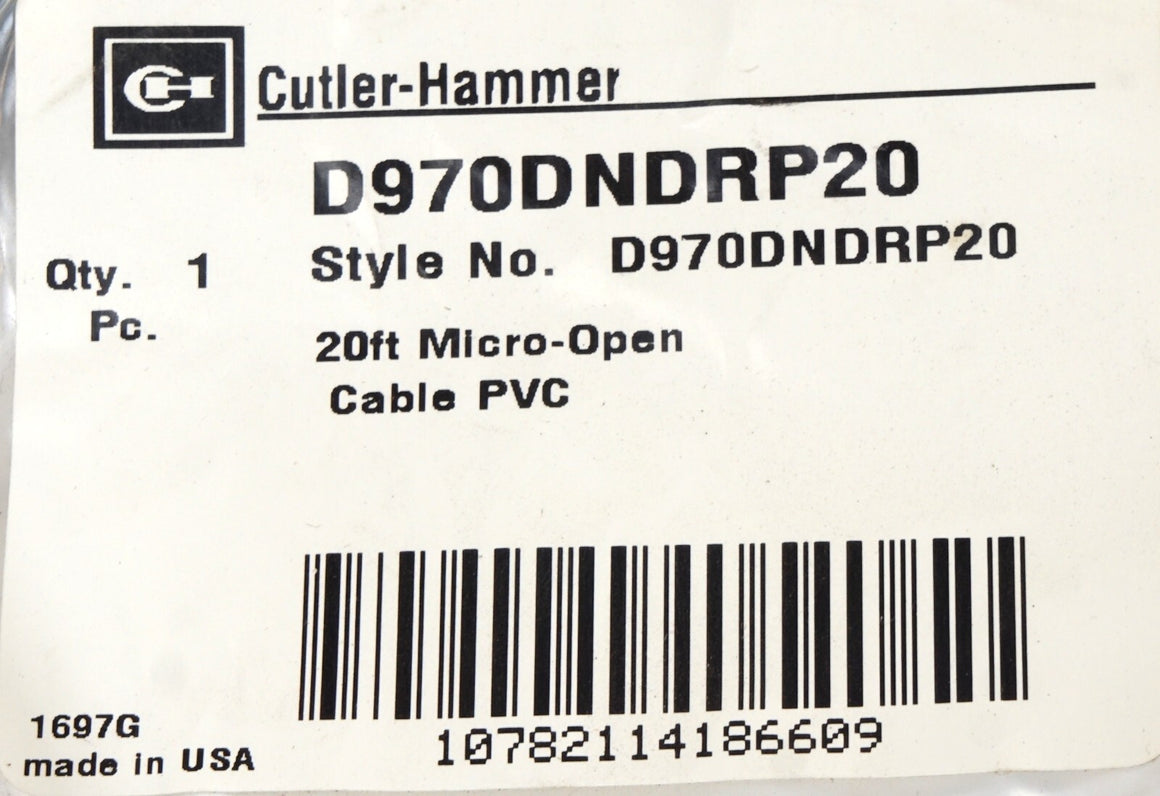 Cutler-Hammer
D970DNDRP20
Qty. 1 Style No. D970DNDRP20
Pc.
20ft Micro-Open
Cable PVC
1697G
made in USA
10782114186609